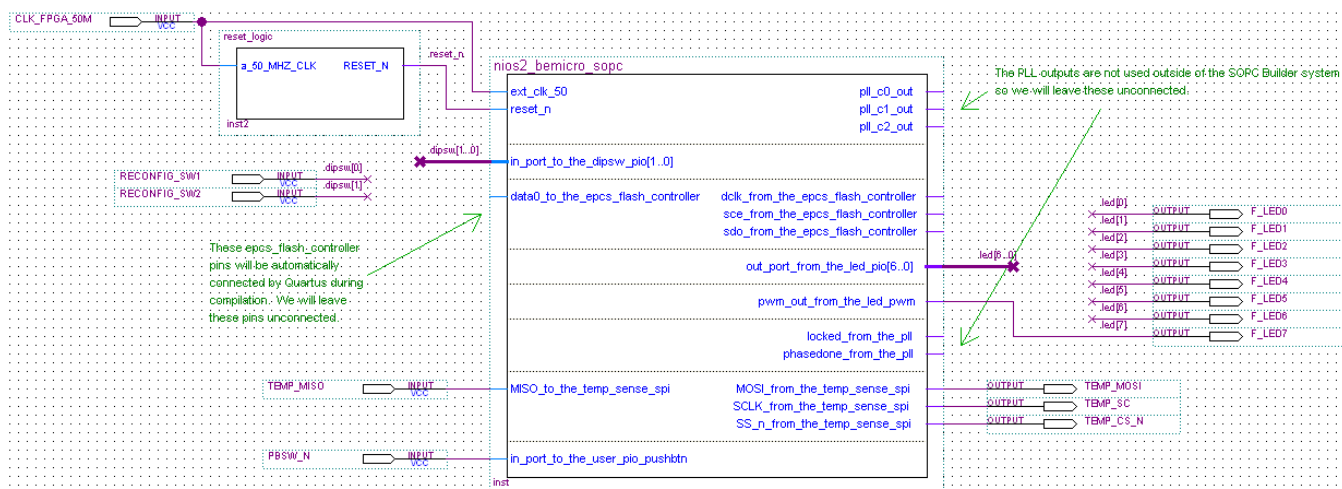 CLK_FPGA_50M
INPUT
VCC
reset_logic
a_50_MHZ_CLK
RESET_N
inst2
reset_n
nios2_bemicro_sopc
ext_clk_50
reset_n
pll_c0_out
pll_c1_out
pll_c2_out
The PLL outputs are not used outside of the SOPC Builder system
so we will leave these unconnected.
dipsw[1..0]
in_port_to_the_dipsw_pio[1..0]
RECONFIG_SW1
INPUT
VCC
dipsw[0]
RECONFIG_SW2
INPUT
VCC
dipsw[1]
data0_to_the_epcs_flash_controller
dclk_from_the_epcs_flash_controller
sce_from_the_epcs_flash_controller
sdo_from_the_epcs_flash_controller
These epcs_flash_controller
pins will be automatically
connected by Quartus during
compilation. We will leave
these pins unconnected.
out_port_from_the_led_pio[6..0]
led[6..0]
pwm_out_from_the_led_pwm
locked_from_the_pll
phasedone_from_the_pll
led[0]
OUTPUT
F_LED0
led[1]
OUTPUT
F_LED1
led[2]
OUTPUT
F_LED2
led[3]
OUTPUT
F_LED3
led[4]
OUTPUT
F_LED4
led[5]
OUTPUT
F_LED5
led[6]
OUTPUT
F_LED6
led[7]
OUTPUT
F_LED7
TEMP_MISO
INPUT
VCC
MISO_to_the_temp_sense_spi
MOSI_from_the_temp_sense_spi
SCLK_from_the_temp_sense_spi
SS_n_from_the_temp_sense_spi
OUTPUT
TEMP_MOSI
OUTPUT
TEMP_SC
OUTPUT
TEMP_CS_N
PBSW_N
INPUT
VCC
in_port_to_the_user_pio_pushbtn
inst